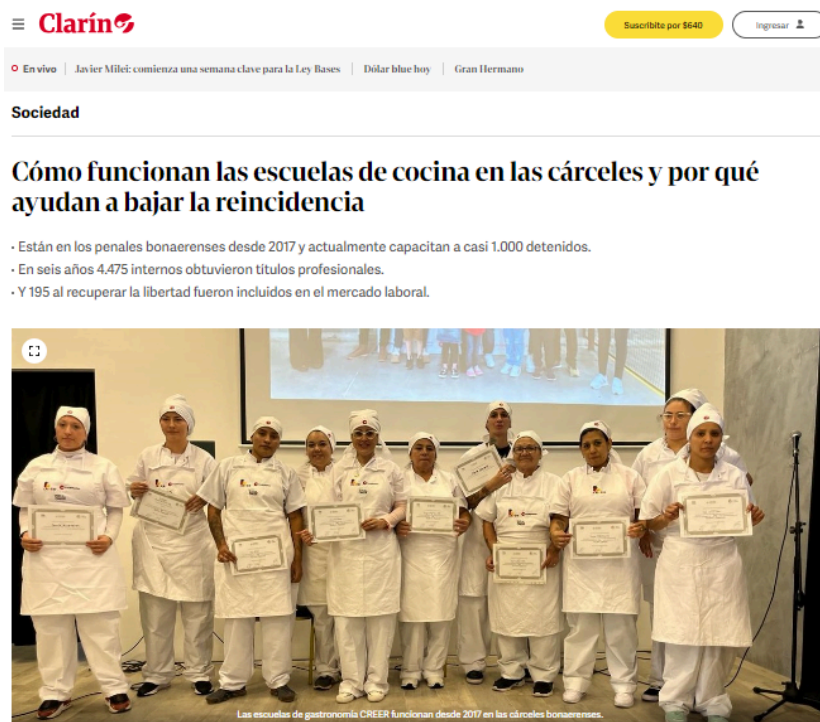 Clarín
Suscribite por $640
Ingresar
En vivo
Javier Milei: comienza una semana clave para la Ley Bases
Dólar blue hoy
Gran Hermano
Sociedad
Cómo funcionan las escuelas de cocina en las cárceles y por qué
ayudan a bajar la reincidencia
• Están en los penales bonaerenses desde 2017 y actualmente capacitan a casi 1.000 detenidos.
• En seis años 4.475 internos obtuvieron títulos profesionales.
• Y 195 al recuperar la libertad fueron incluidos en el mercado laboral.
Las escuelas de gastronomía CREER funcionan desde 2017 en las cárceles bonaerenses.